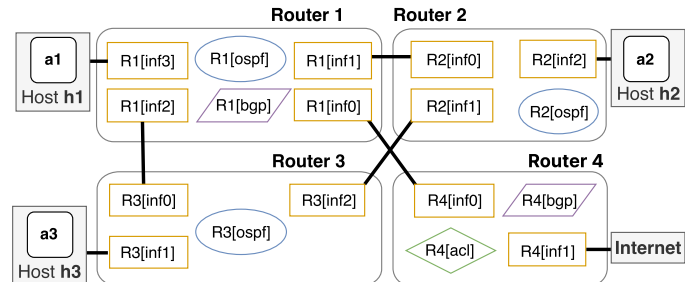 Router 1
Router 2
a1
Host h1
R1[inf3]
R1[ospf]
R1[inf1]
R1[inf2]
R1[bgp]
R1[inf0]
R2[inf0]
R2[inf2]
R2[inf1]
R2[ospf]
a2
Host h2
Router 3
Router 4
R3[inf0]
R3[inf2]
R3[ospf]
R3[inf1]
a3
Host h3
R4[inf0]
R4[bgp]
R4[acl]
R4[inf1]
Internet